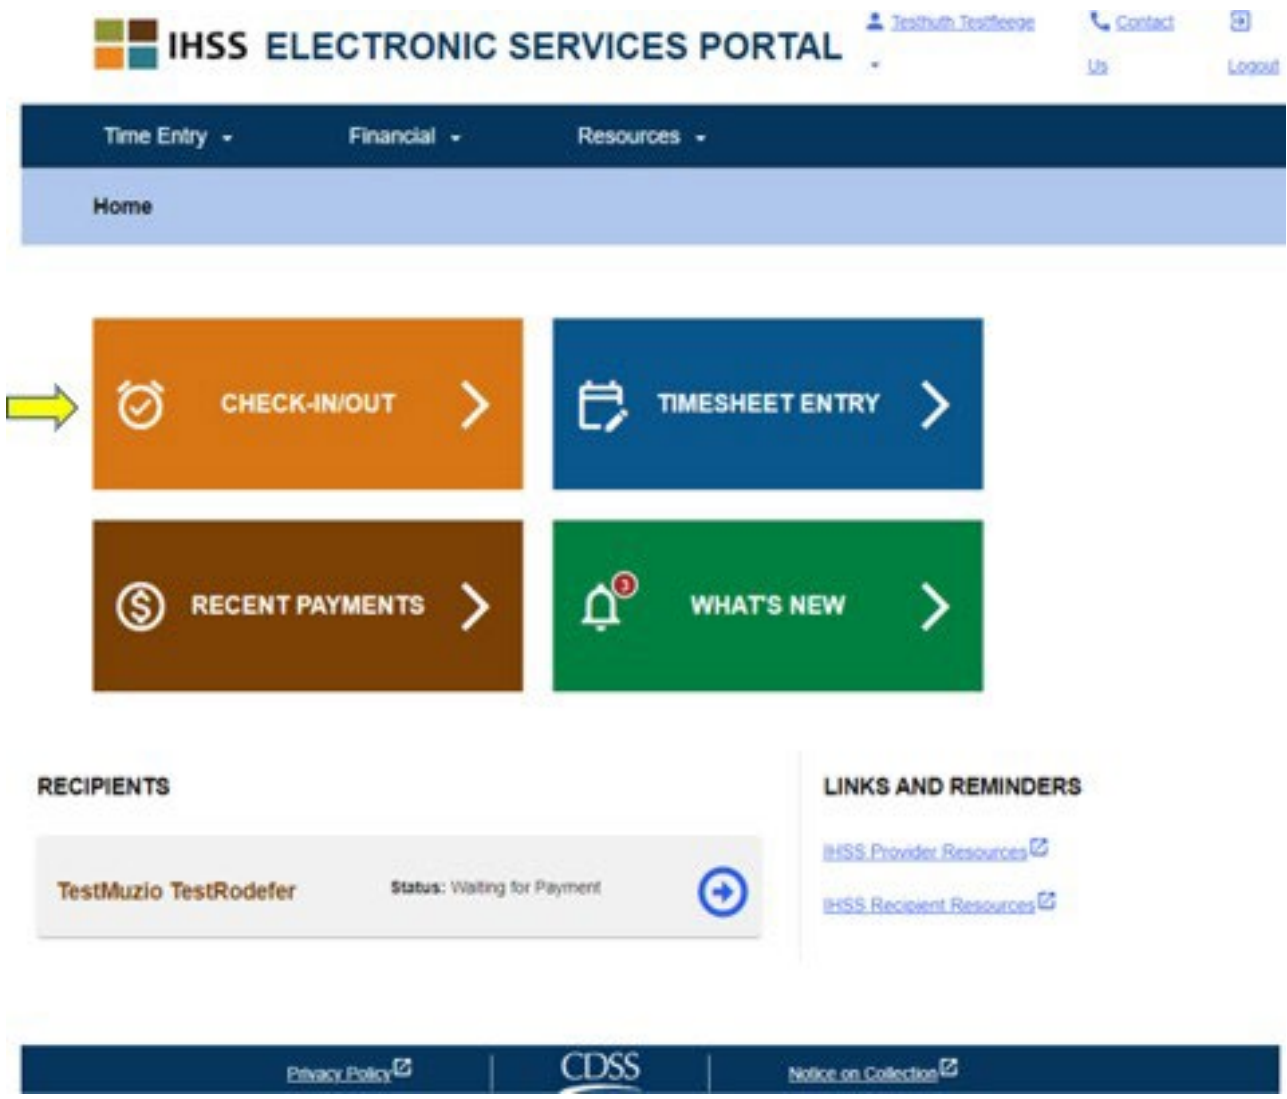 IHSS ELECTRONIC SERVICES PORTAL
Testhuth Testfleege
Contact Us
Logout
Time Entry
Financial
Resources
Home
CHECK-IN/OUT
TIMESHEET ENTRY
RECENT PAYMENTS
3
WHAT'S NEW
RECIPIENTS
TestMuzio TestRodefer
Status: Waiting for Payment
LINKS AND REMINDERS
IHSS Provider Resources
IHSS Recipient Resources
Privacy Policy
CDSS
Notice on Collection